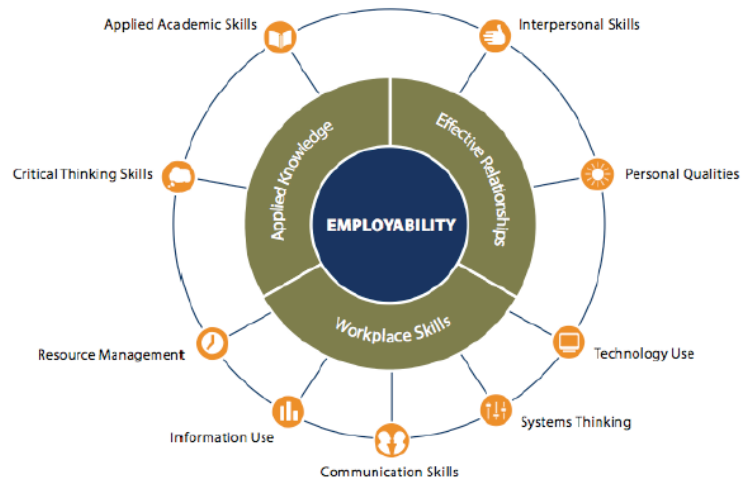 Applied Academic Skills
Interpersonal Skills
Applied Knowledge
Effective Relationships
Critical Thinking Skills
Personal Qualities
EMPLOYABILITY
Workplace Skills
Resource Management
Technology Use
Information Use
Systems Thinking
Communication Skills